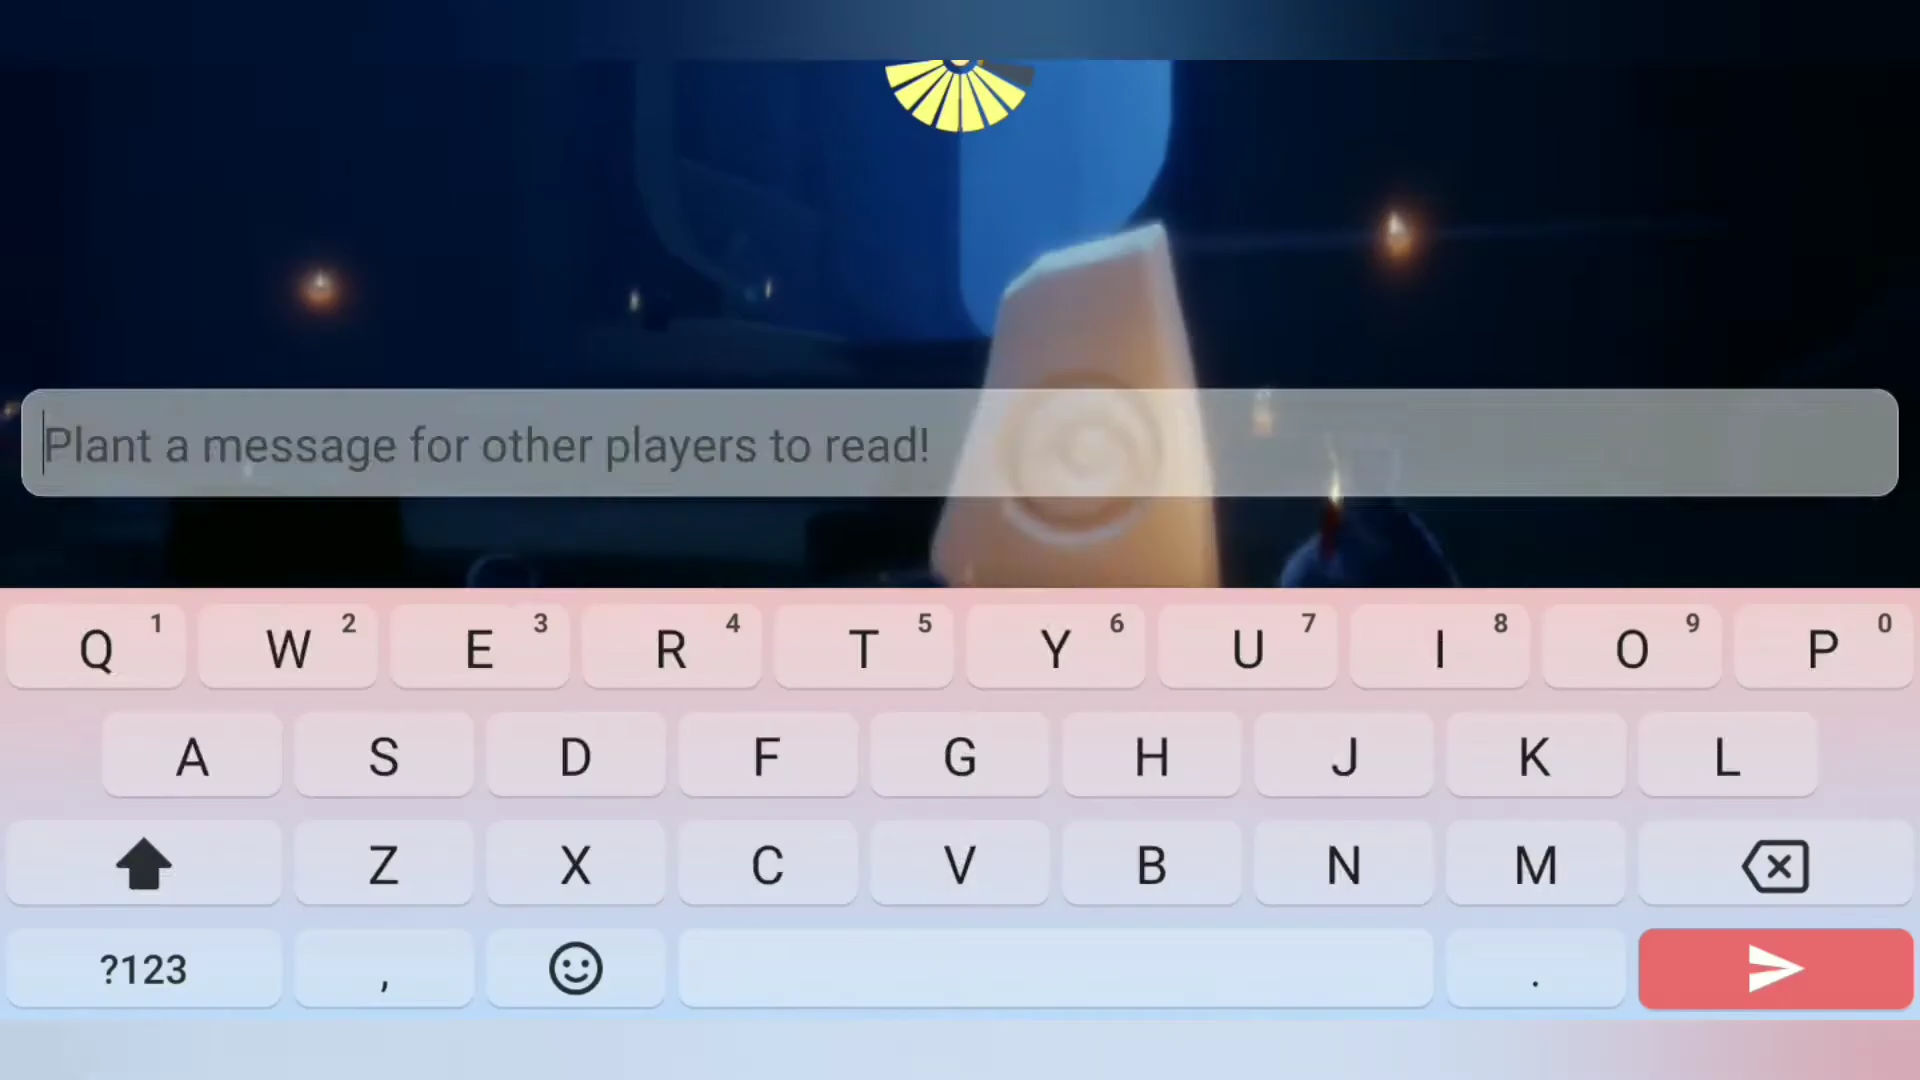 Plant a message for other players to read!
Q 1 W 2 E 3 R 4 T 5 Y 6 U 7 I 8 O 9 P 0
A S D F G H J K L
Z X C V B N M
?123 , .